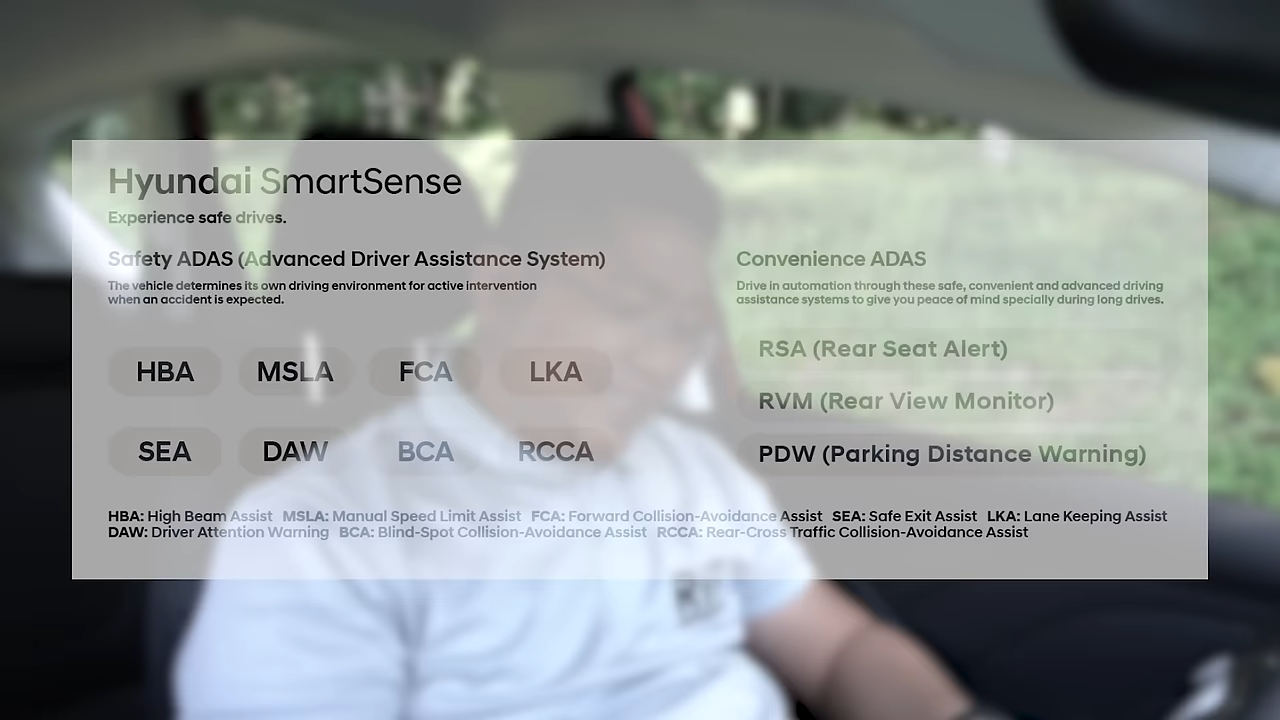 Hyundai SmartSense
Experience safe drives.
Safety ADAS (Advanced Driver Assistance System)
The vehicle determines its own driving environment for active intervention
when an accident is expected.
HBA MSLA FCA LKA
SEA DAW BCA RCCA
Convenience ADAS
Drive in automation through these safe, convenient and advanced driving
assistance systems to give you peace of mind specially during long drives.
RSA (Rear Seat Alert)
RVM (Rear View Monitor)
PDW (Parking Distance Warning)
HBA: High Beam Assist MSLA: Manual Speed Limit Assist FCA: Forward Collision-Avoidance Assist SEA: Safe Exit Assist LKA: Lane Keeping Assist
DAW: Driver Attention Warning BCA: Blind-Spot Collision-Avoidance Assist RCCA: Rear-Cross Traffic Collision-Avoidance Assist